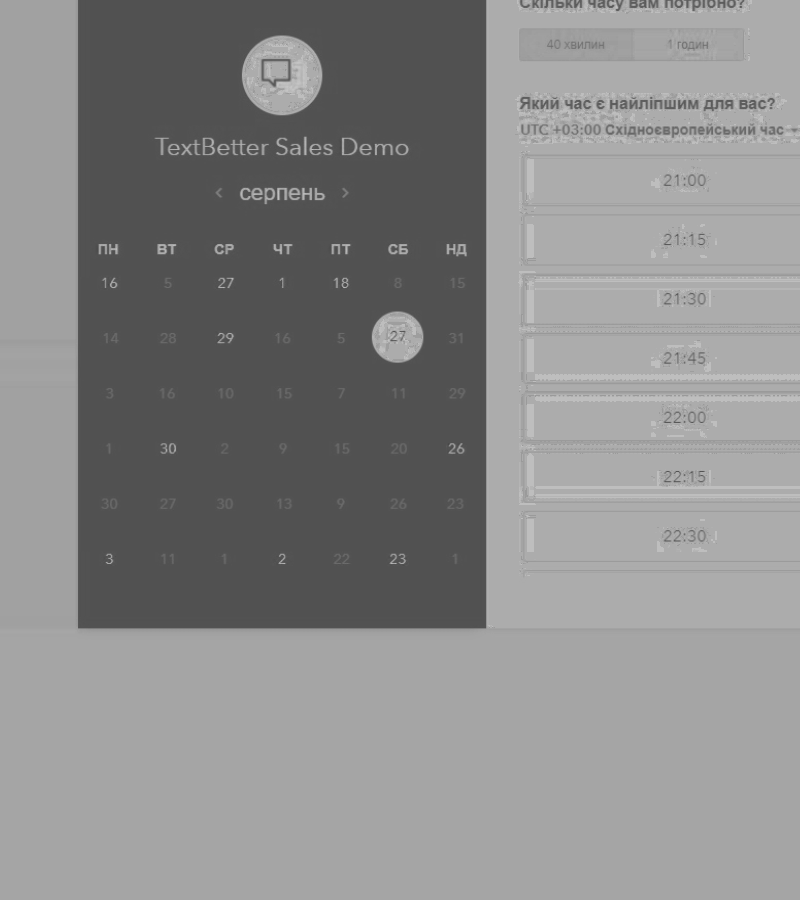 TextBetter Sales Demo
серпень
ПН ВТ СР ЧТ ПТ СБ НД
16 5 27 1 18 8 15
14 28 29 16 5 27 31
3 16 10 15 7 11 29
1 30 2 9 15 20 26
30 27 30 13 9 26 23
3 11 1 2 22 23 1
Скільки часу вам потрібно?
40 хвилин 1 годин
Який час є найліпшим для вас?
UTC +03:00 Східноєвропейський час
21:00
21:15
21:30
21:45
22:00
22:15
22:30